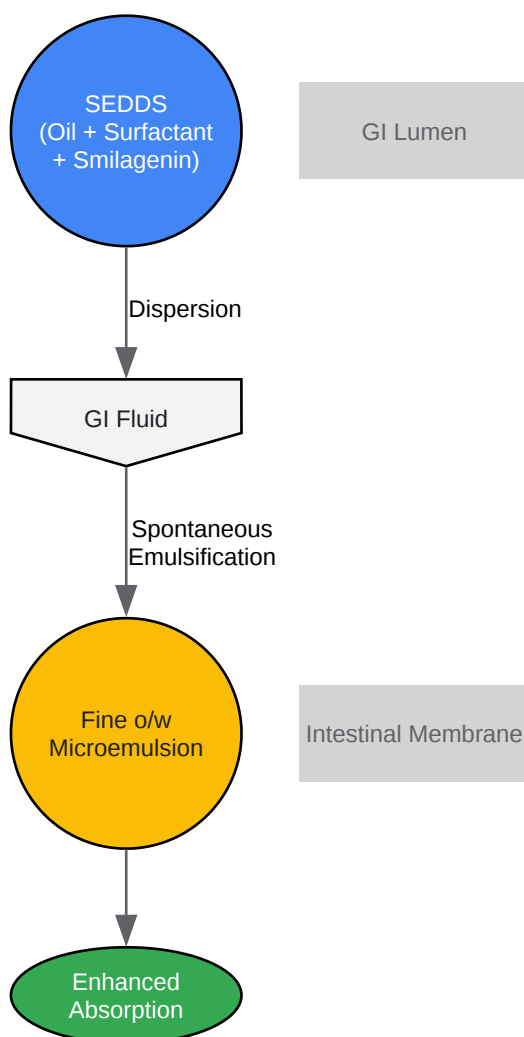 SEDDS
(Oil + Surfactant
+ Smilagenin)
GI Lumen
Dispersion
GI Fluid
Spontaneous
Emulsification
Fine o/w
Microemulsion
Intestinal Membrane
Enhanced
Absorption